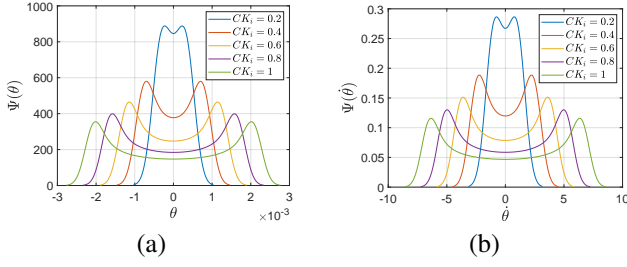 1000
800
600
400
200
0
Ψ(θ)
-3 -2 -1 0 1 2 3
θ
×10⁻³
CKᵢ = 0.2
CKᵢ = 0.4
CKᵢ = 0.6
CKᵢ = 0.8
CKᵢ = 1
(a)
0.3
0.25
0.2
0.15
0.1
0.05
0
Ψ(θ̇)
-10 -5 0 5 10
θ̇
CKᵢ = 0.2
CKᵢ = 0.4
CKᵢ = 0.6
CKᵢ = 0.8
CKᵢ = 1
(b)